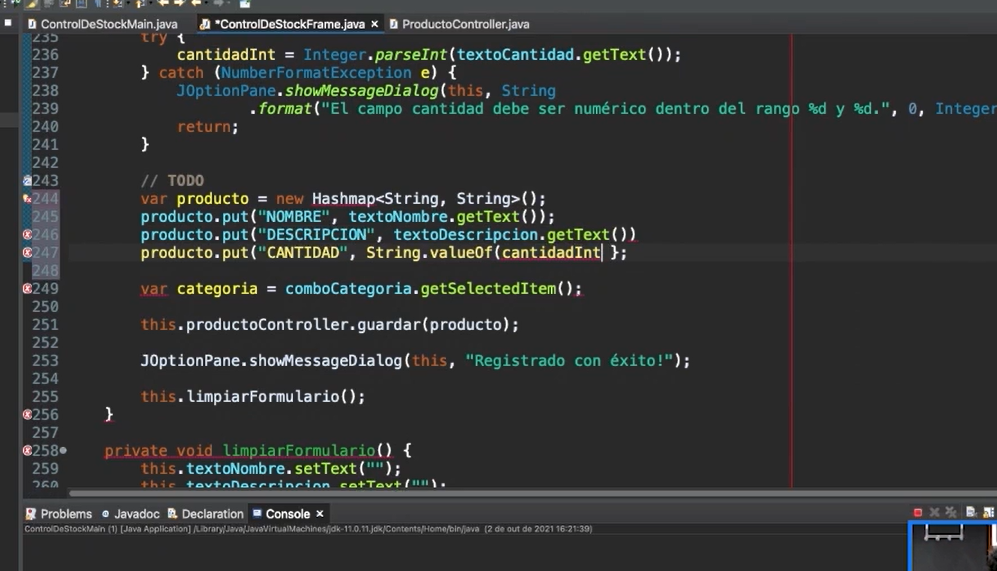 ControlDeStockMain.java
*ControlDeStockFrame.java
ProductoController.java
235 try {
236 cantidadInt = Integer.parseInt(textoCantidad.getText());
237 } catch (NumberFormatException e) {
238 JOptionPane.showMessageDialog(this, String
239 .format("El campo cantidad debe ser numérico dentro del rango %d y %d.", 0, Integer
240 return;
241 }
242
243 // TODO
244 var producto = new Hashmap<String, String>();
245 producto.put("NOMBRE", textoNombre.getText());
246 producto.put("DESCRIPCION", textoDescripcion.getText())
247 producto.put("CANTIDAD", String.valueOf(cantidadInt };
248
249 var categoria = comboCategoria.getSelectedItem();
250
251 this.productoController.guardar(producto);
252
253 JOptionPane.showMessageDialog(this, "Registrado con éxito!");
254
255 this.limpiarFormulario();
256 }
257
258 private void limpiarFormulario() {
259 this.textoNombre.setText("");
260 this.textoDescripcion.setText("");
Problems Javadoc Declaration Console
ControlDeStockMain (1) [Java Application] /Library/Java/JavaVirtualMachines/jdk-11.0.11.jdk/Contents/Home/bin/java (2 de out de 2021 16:21:39)